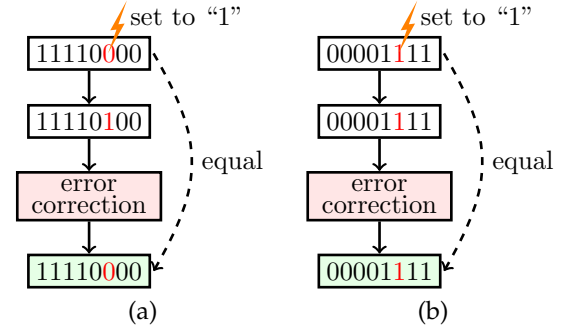 set to “1”
11110000
11110100
equal
error
correction
11110000
(a)
set to “1”
00001111
00001111
equal
error
correction
00001111
(b)